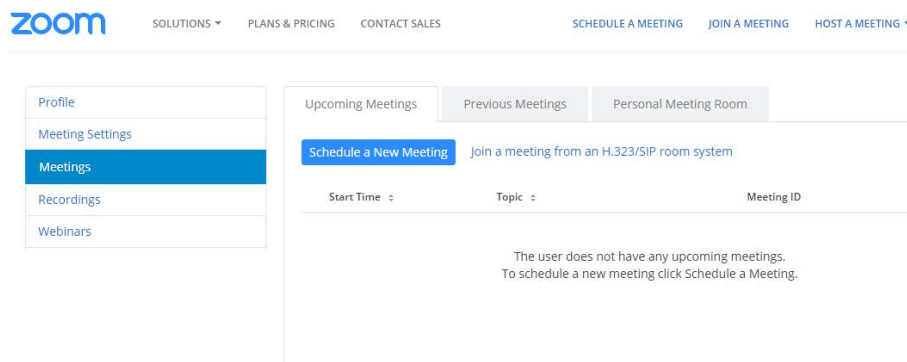 zoom SOLUTIONS PLANS & PRICING CONTACT SALES SCHEDULE A MEETING JOIN A MEETING HOST A MEETING
Profile
Meeting Settings
Meetings
Recordings
Webinars
Upcoming Meetings Previous Meetings Personal Meeting Room
Schedule a New Meeting Join a meeting from an H.323/SIP room system
Start Time Topic Meeting ID
The user does not have any upcoming meetings.
To schedule a new meeting click Schedule a Meeting.